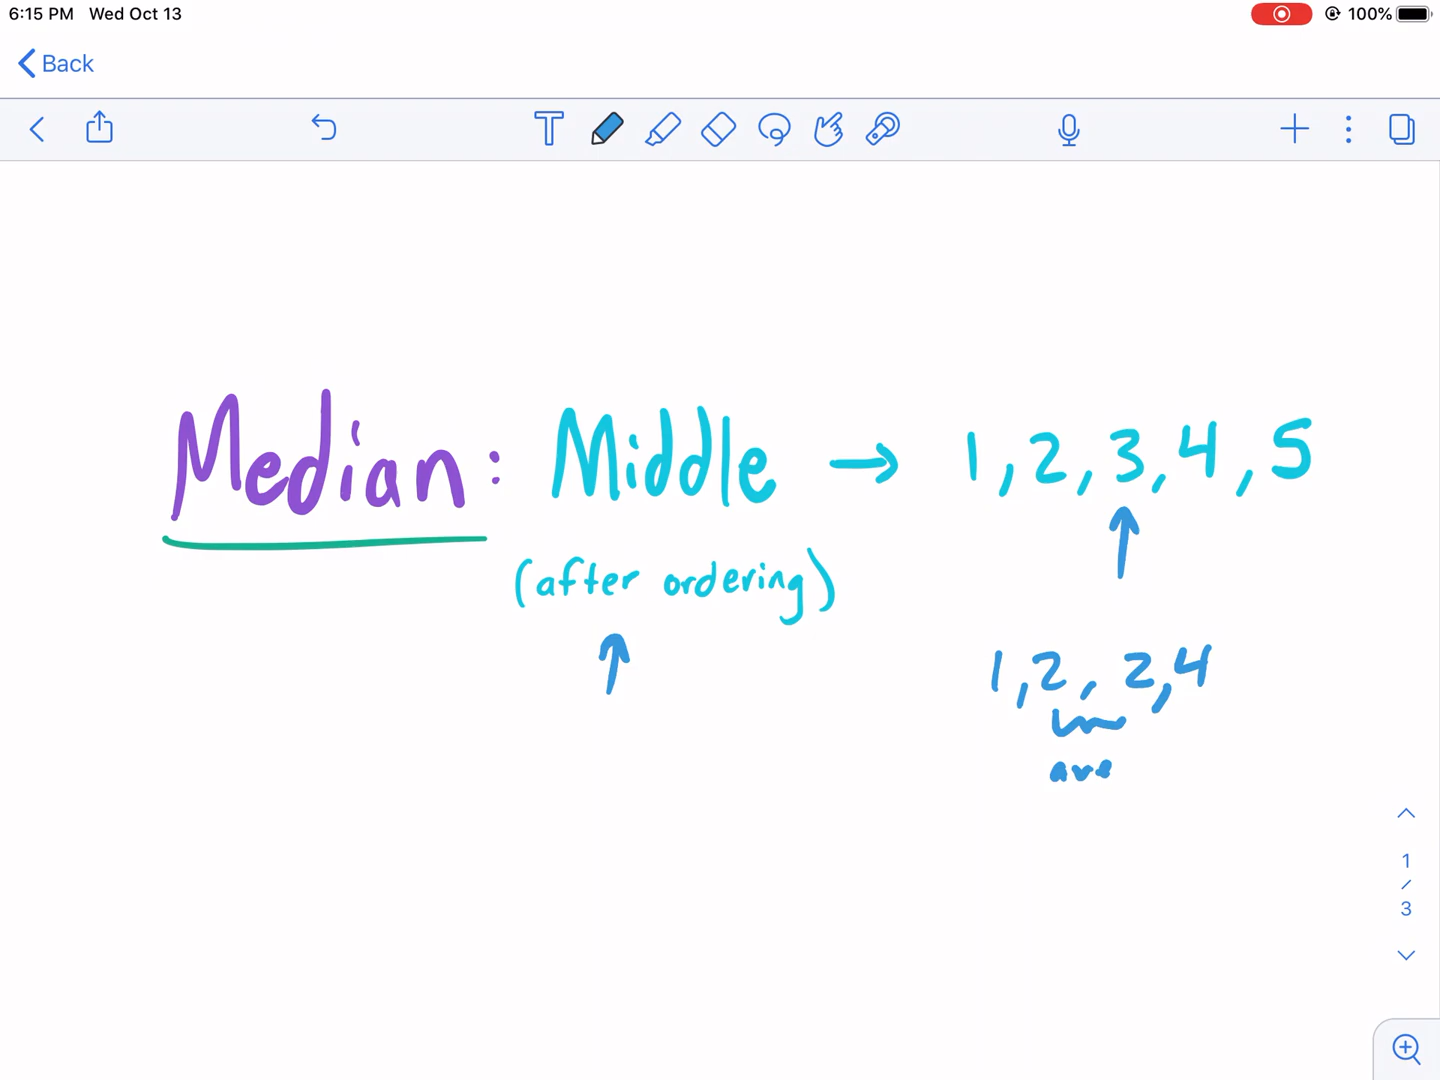 6:15 PM Wed Oct 13 100%
Back
Median: Middle → 1, 2, 3, 4, 5
(after ordering)
1, 2, 2, 4
ave
1
/
3